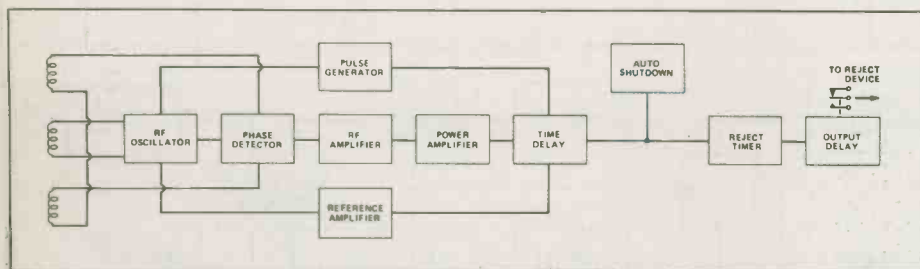 PULSE
GENERATOR
AUTO
SHUTDOWN
TO REJECT
DEVICE
RF
OSCILLATOR
PHASE
DETECTOR
RF
AMPLIFIER
POWER
AMPLIFIER
TIME
DELAY
REJECT
TIMER
OUTPUT
DELAY
REFERENCE
AMPLIFIER